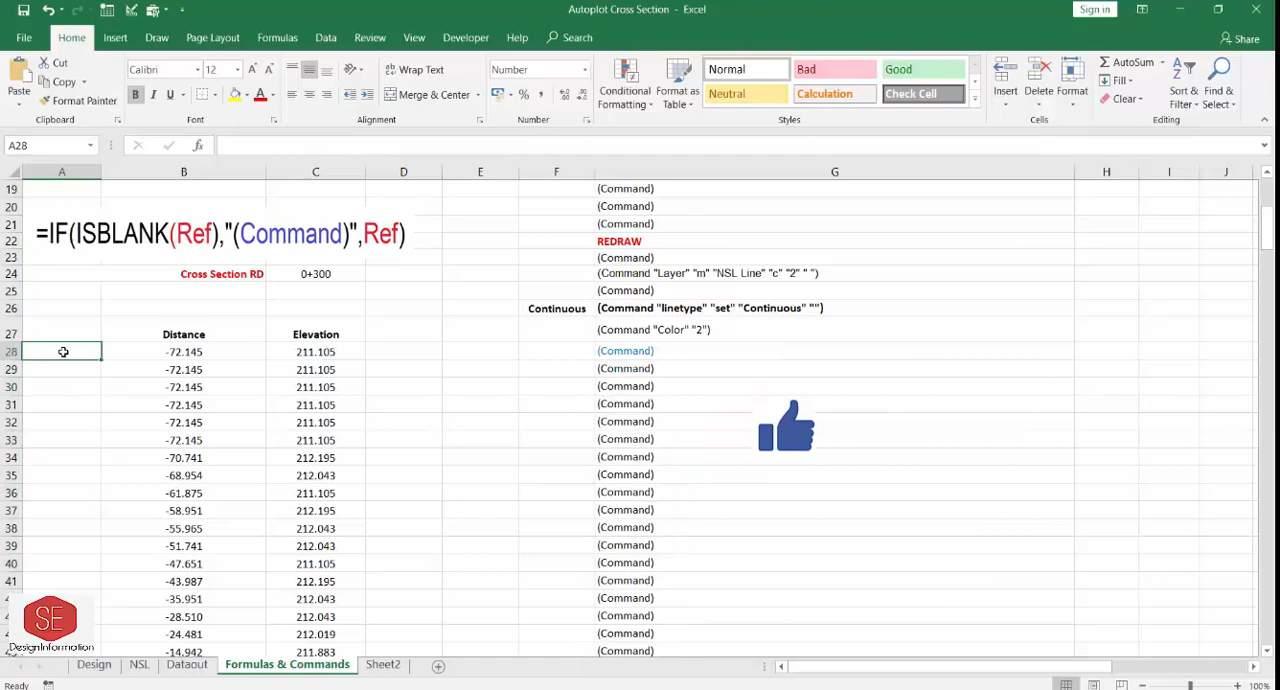 Autoplot Cross Section - Excel
Sign in
File Home Insert Draw Page Layout Formulas Data Review View Developer Help Search
Share
Paste
Cut
Copy
Format Painter
Clipboard
Calibri 12
B I U
Font
Wrap Text
Merge & Center
Alignment
Number
Number
Conditional Formatting
Format as Table
Normal Bad Good
Neutral Calculation Check Cell
Styles
Insert Delete Format
Cells
AutoSum
Fill
Clear
Sort & Filter
Find & Select
Editing
A28
fx
A B C D E F G H I J
19 (Command)
20 (Command)
21 (Command)
=IF(ISBLANK(Ref),"(Command)",Ref)
22 REDRAW
23 (Command)
24 Cross Section RD 0+300 (Command "Layer" "m" "NSL Line" "c" "2" " ")
25 (Command)
26 Continuous (Command "linetype" "set" "Continuous" "")
27 Distance Elevation (Command "Color" "2")
28 -72.145 211.105 (Command)
29 -72.145 211.105 (Command)
30 -72.145 211.105 (Command)
31 -72.145 211.105 (Command)
32 -72.145 211.105 (Command)
33 -72.145 211.105 (Command)
34 -70.741 212.195 (Command)
35 -68.954 212.043 (Command)
36 -61.875 211.105 (Command)
37 -58.951 212.195 (Command)
38 -55.965 212.043 (Command)
39 -51.741 212.043 (Command)
40 -47.651 211.105 (Command)
41 -43.987 212.195 (Command)
-35.951 212.043 (Command)
-28.510 212.043 (Command)
-24.481 212.019 (Command)
-14.942 211.883 (Command)
SE
DesignInformation
Design NSL Dataout Formulas & Commands Sheet2
Ready
100%